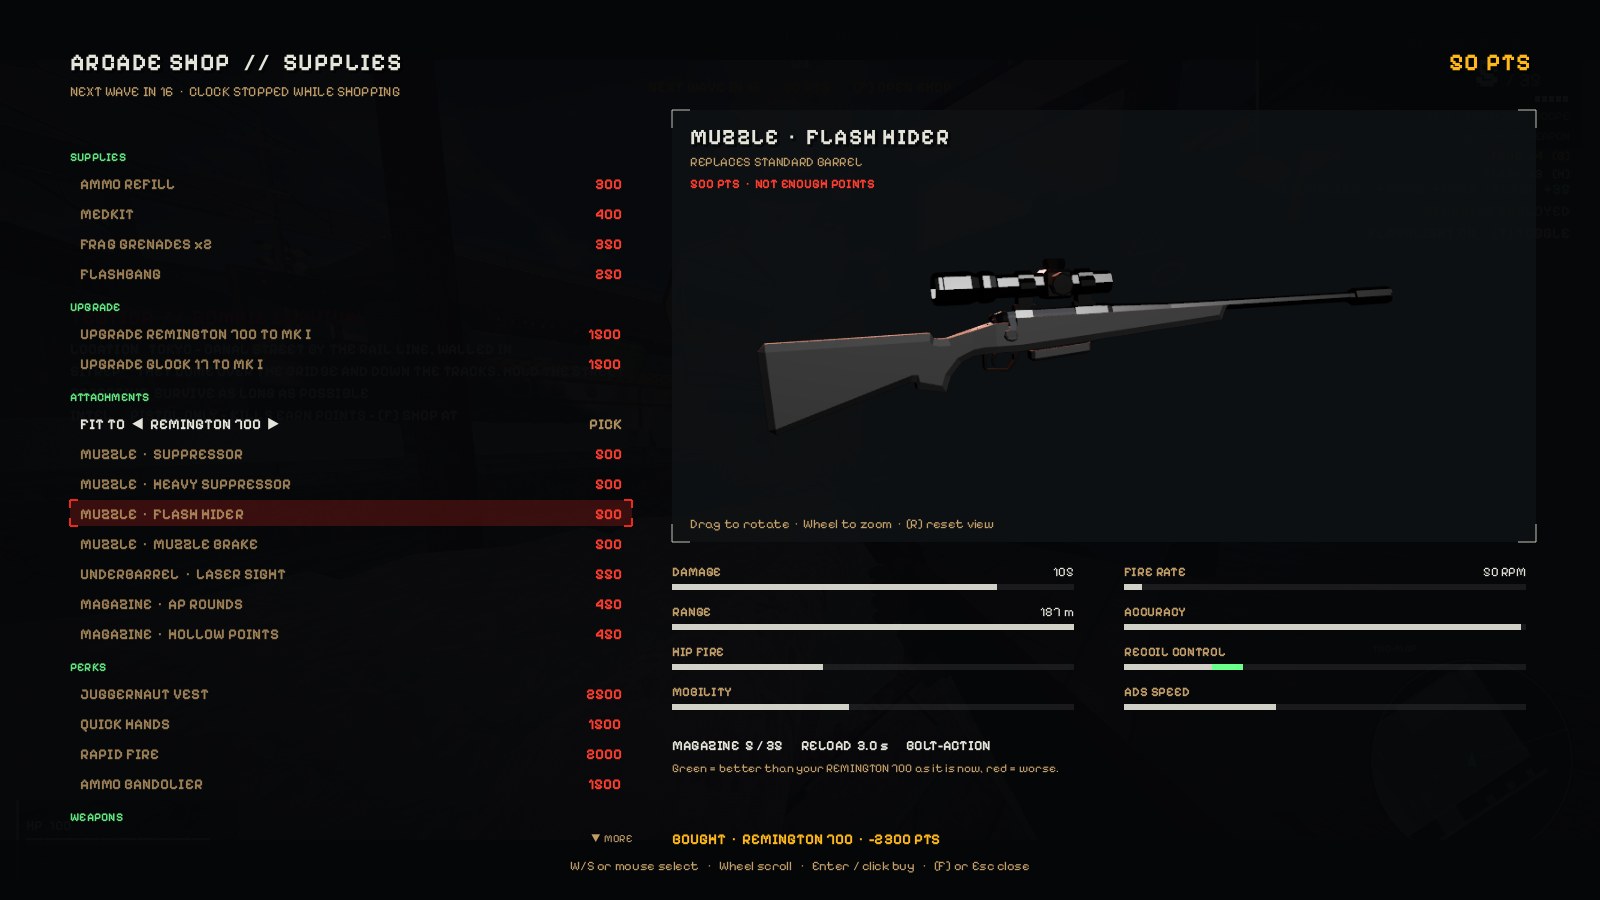 ARCADE SHOP // SUPPLIES
50 PTS
NEXT WAVE IN 16 · CLOCK STOPPED WHILE SHOPPING
SUPPLIES
AMMO REFILL 300
MEDKIT 400
FRAG GRENADES x2 350
FLASHBANG 250
UPGRADE
UPGRADE REMINGTON 700 TO MK I 1500
UPGRADE GLOCK 17 TO MK I 1500
ATTACHMENTS
FIT TO ◀ REMINGTON 700 ▶ PICK
MUZZLE · SUPPRESSOR 500
MUZZLE · HEAVY SUPPRESSOR 500
MUZZLE · FLASH HIDER 500
MUZZLE · MUZZLE BRAKE 500
UNDERBARREL · LASER SIGHT 550
MAGAZINE · AP ROUNDS 450
MAGAZINE · HOLLOW POINTS 450
PERKS
JUGGERNAUT VEST 2500
QUICK HANDS 1500
RAPID FIRE 2000
AMMO BANDOLIER 1500
WEAPONS
▼ MORE
MUZZLE · FLASH HIDER
REPLACES STANDARD BARREL
500 PTS · NOT ENOUGH POINTS
Drag to rotate · Wheel to zoom · [R] reset view
DAMAGE 105
FIRE RATE 50 RPM
RANGE 187 m
ACCURACY
HIP FIRE
RECOIL CONTROL
MOBILITY
ADS SPEED
MAGAZINE 5 / 35 RELOAD 3.0 s BOLT-ACTION
Green = better than your REMINGTON 700 as it is now, red = worse.
BOUGHT · REMINGTON 700 · -2300 PTS
W/S or mouse select · Wheel scroll · Enter / click buy · [F] or Esc close